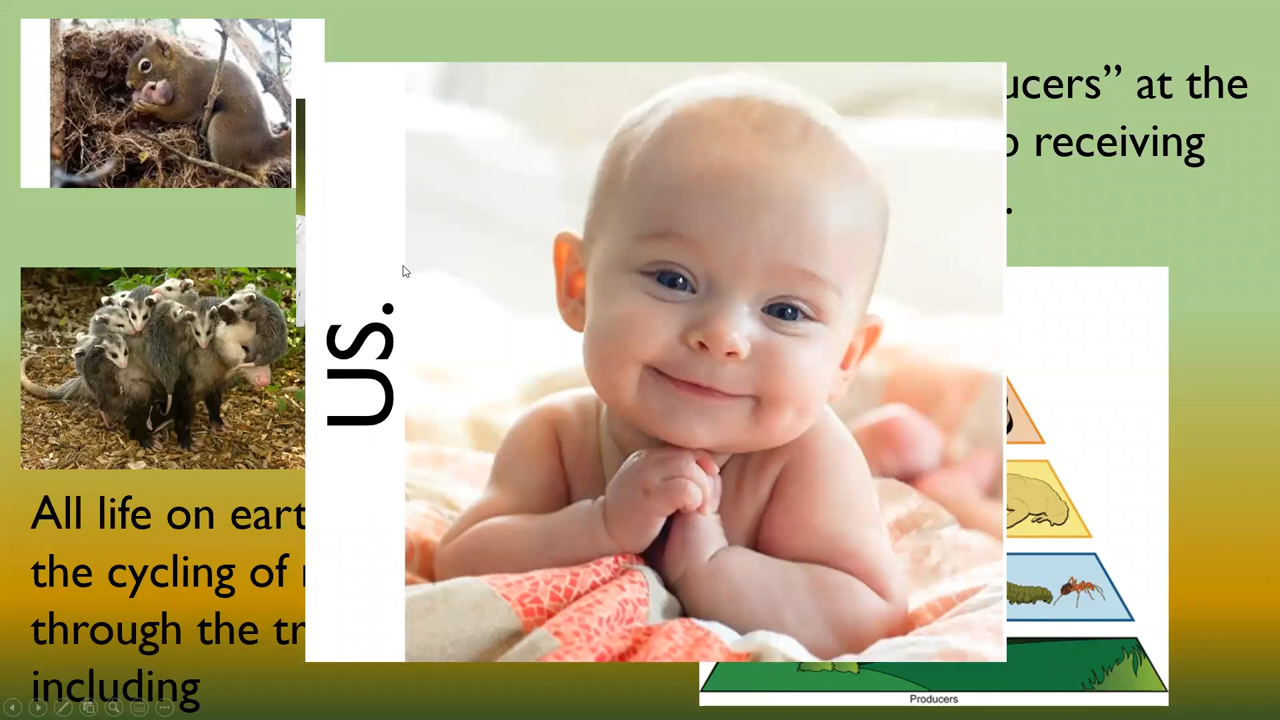 ucers” at the
receiving
.
US.
All life on eart
the cycling of
through the tr
including
Producers